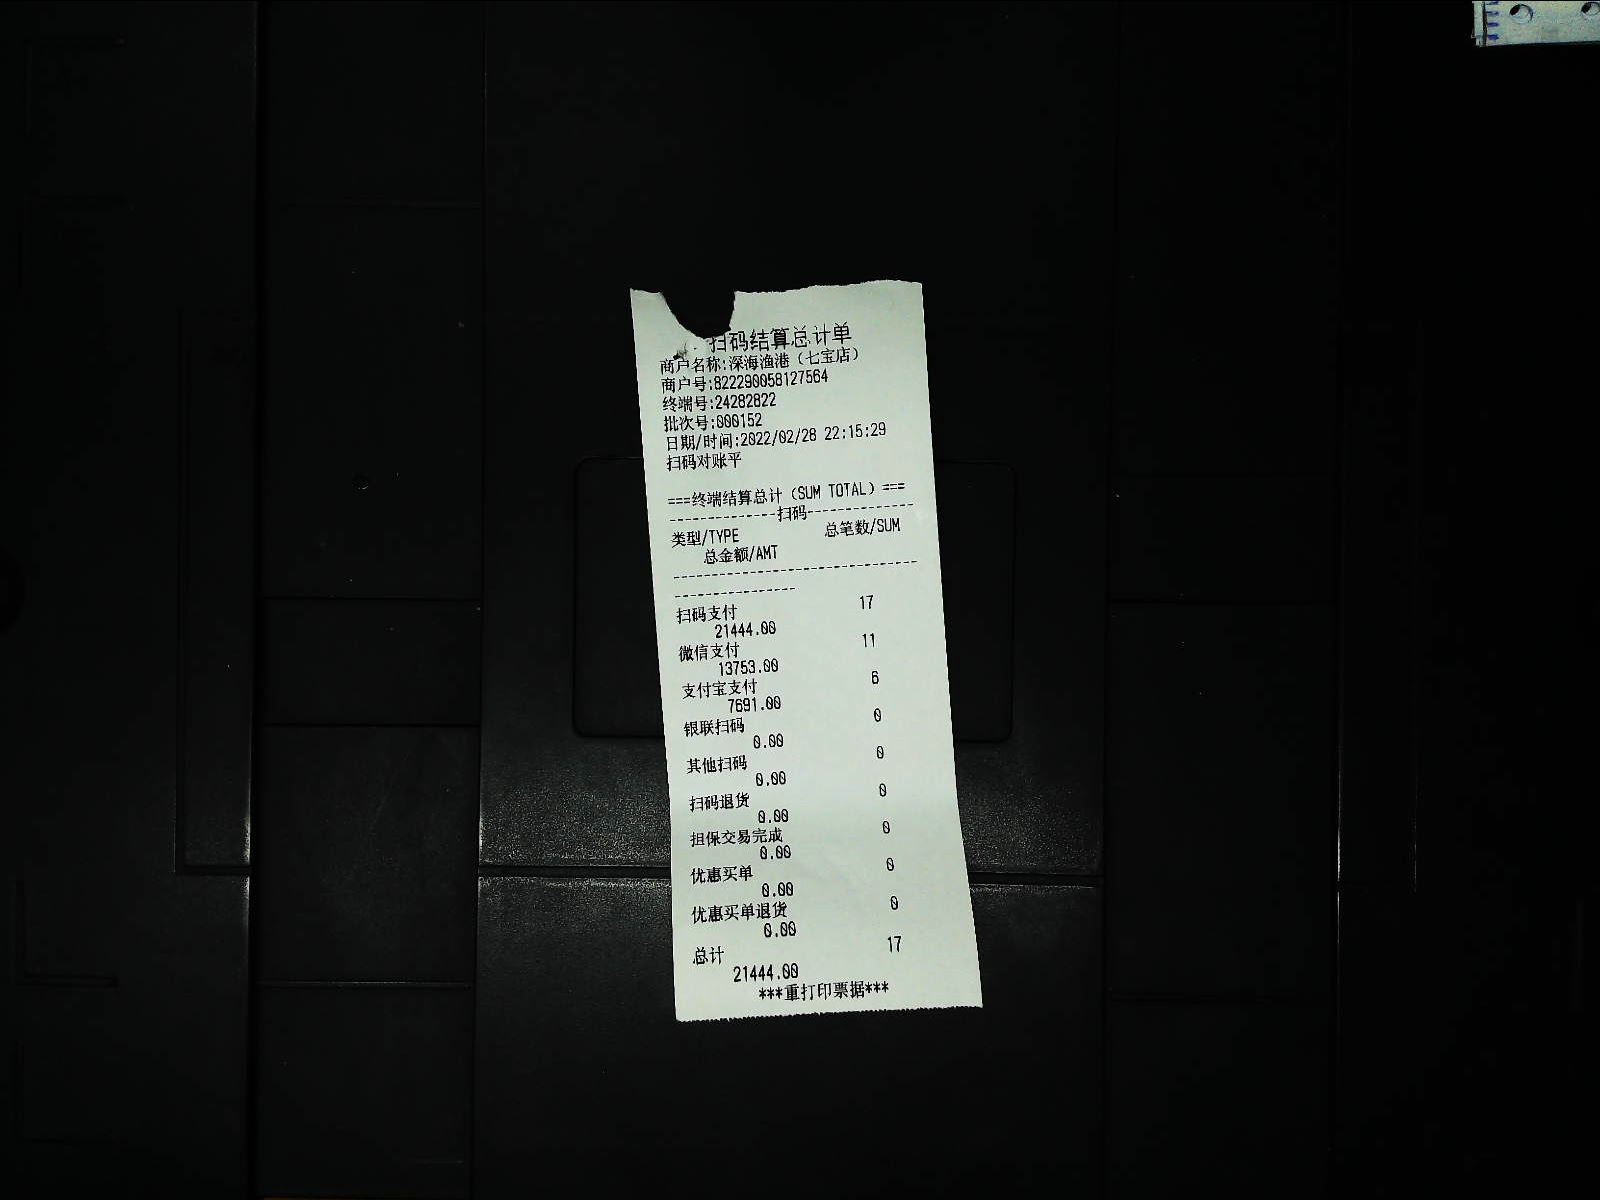 扫码结算总计单
商户名称:深海渔港（七宝店）
商户号:822290058127564
终端号:24282822
批次号:000152
日期/时间:2022/02/28 22:15:29
扫码对账平
===终端结算总计（SUM TOTAL）===
-------------扫码--------------
类型/TYPE 总笔数/SUM
总金额/AMT
--------------------------------
----------------
扫码支付 17
21444.00
微信支付 11
13753.00
支付宝支付 6
7691.00
银联扫码 0
0.00
其他扫码 0
0.00
扫码退货 0
0.00
担保交易完成 0
0.00
优惠买单 0
0.00
优惠买单退货 0
0.00
总计 17
21444.00
***重打印票据***